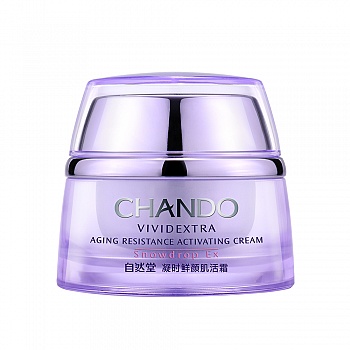 CHANDO
VIVIDEXTRA
AGING RESISTANCE ACTIVATING CREAM
Snowdrop EX
自然堂 凝时鲜颜肌活霜